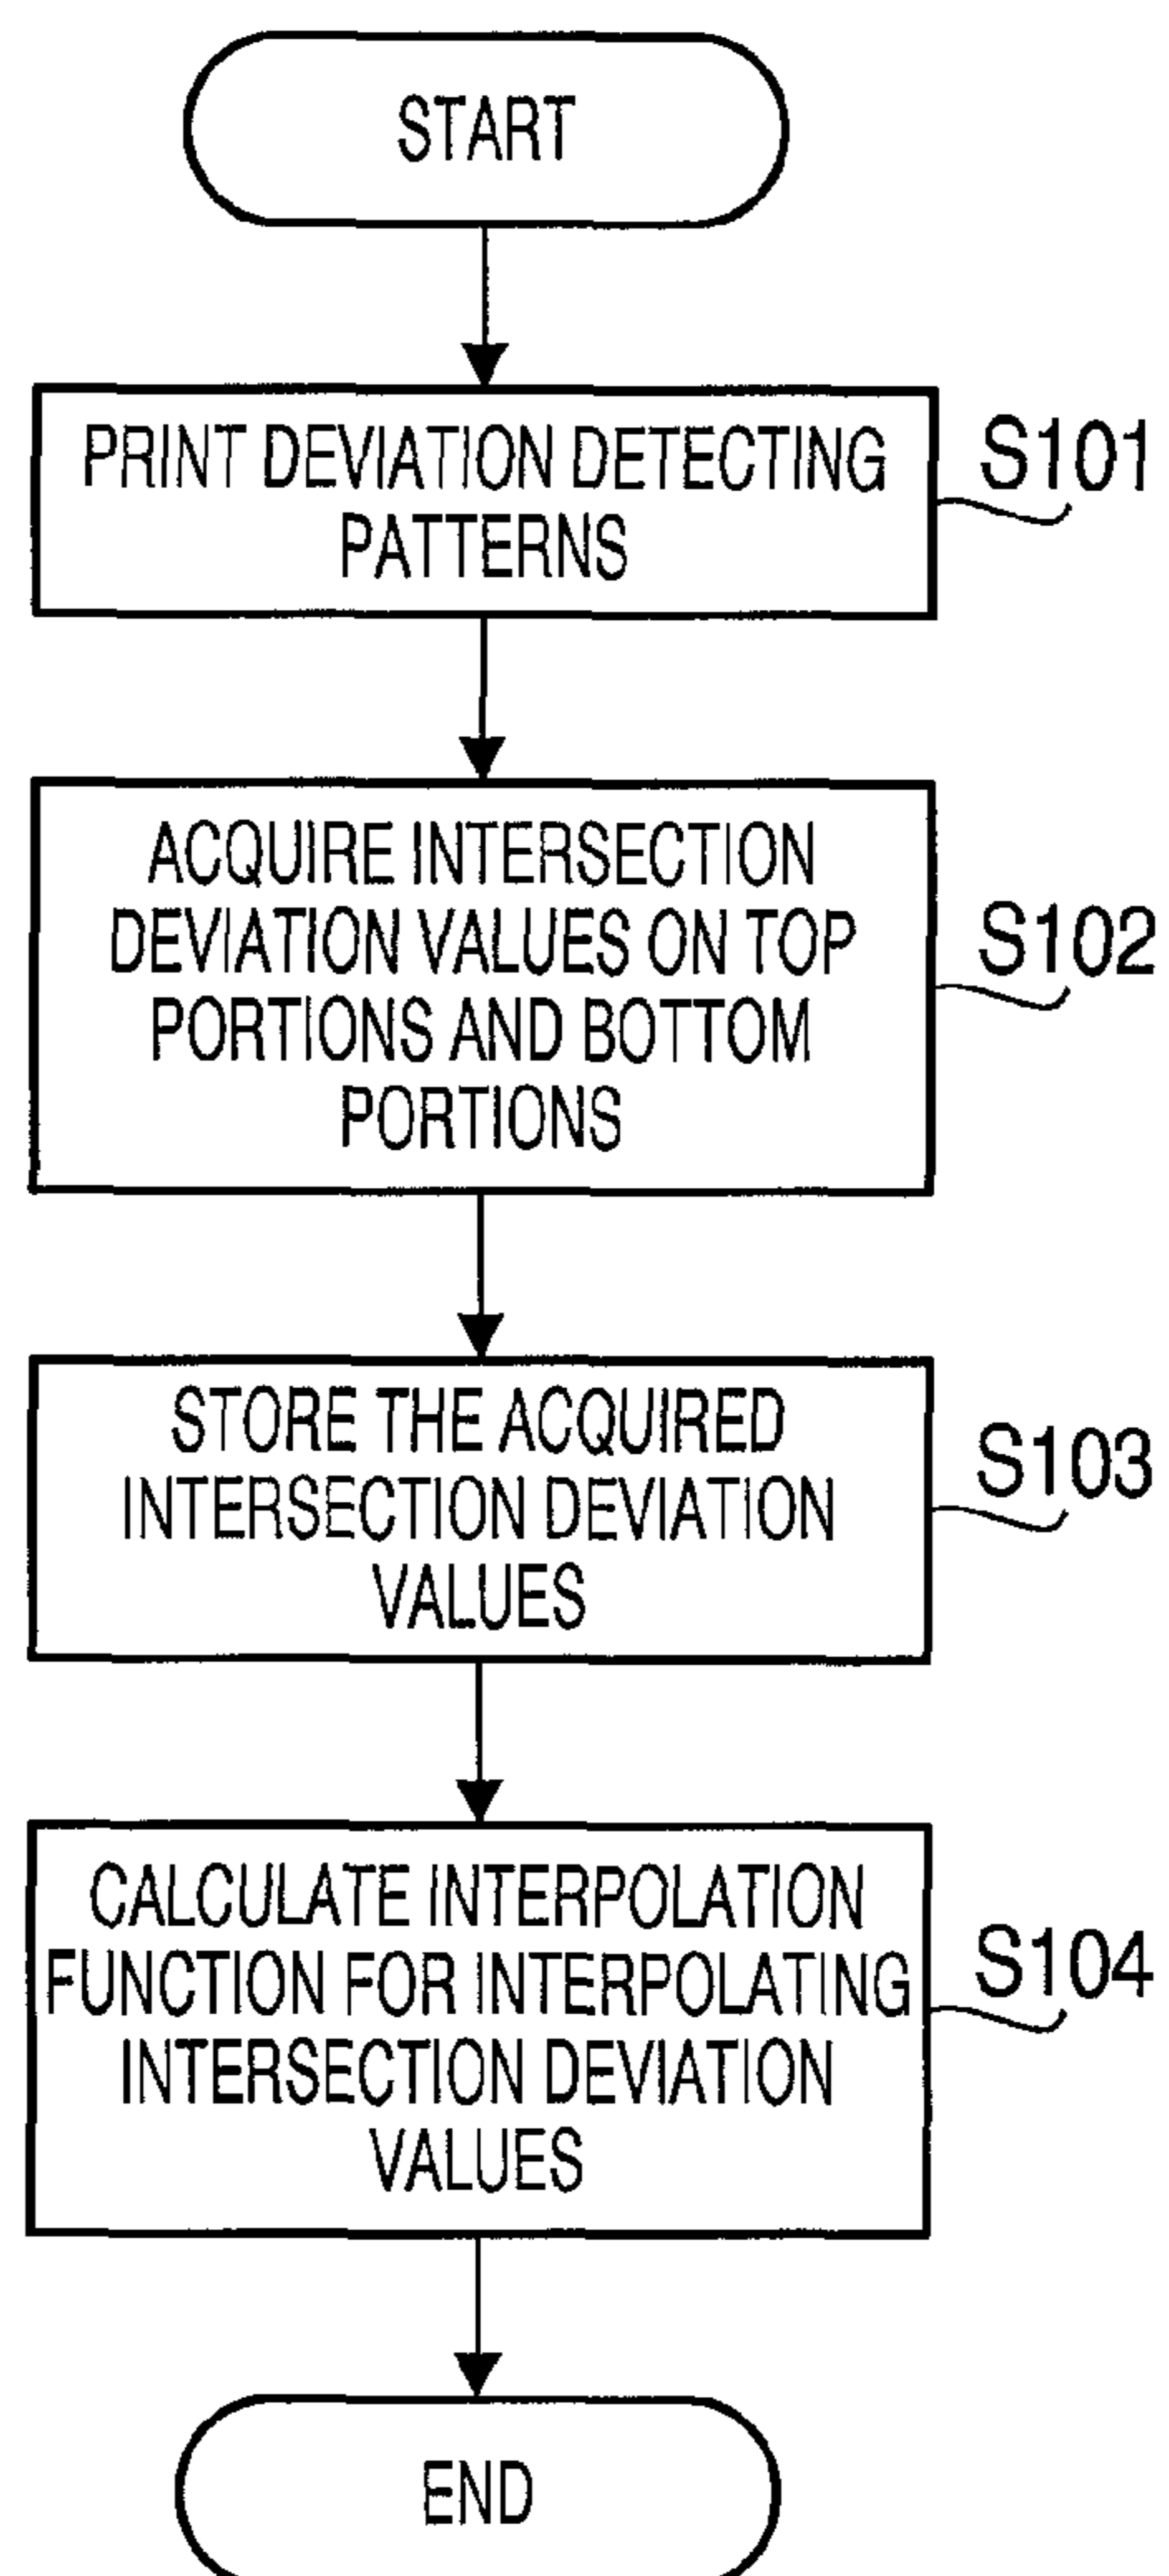 START
PRINT DEVIATION DETECTING
PATTERNS
S101
ACQUIRE INTERSECTION
DEVIATION VALUES ON TOP
PORTIONS AND BOTTOM
PORTIONS
S102
STORE THE ACQUIRED
INTERSECTION DEVIATION
VALUES
S103
CALCULATE INTERPOLATION
FUNCTION FOR INTERPOLATING
INTERSECTION DEVIATION
VALUES
S104
END